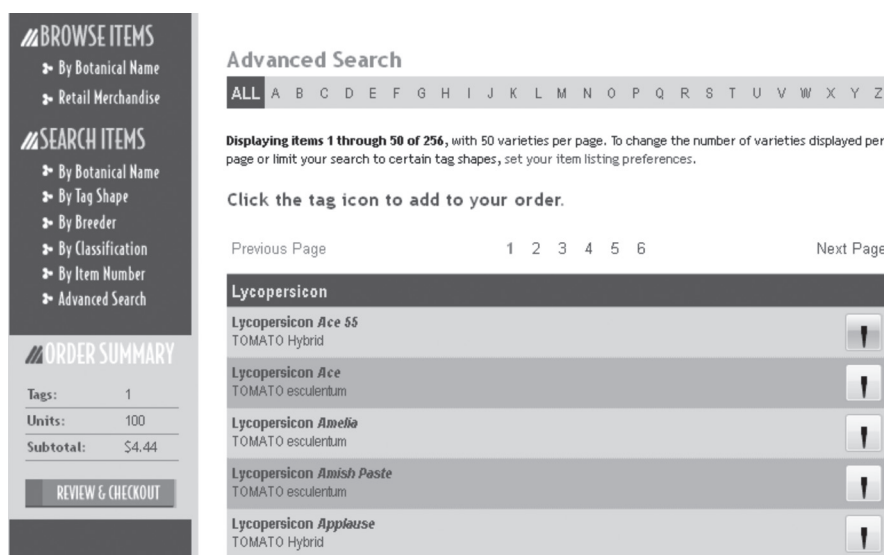 BROWSE ITEMS
By Botanical Name
Retail Merchandise
SEARCH ITEMS
By Botanical Name
By Tag Shape
By Breeder
By Classification
By Item Number
Advanced Search
ORDER SUMMARY
Tags: 1
Units: 100
Subtotal: $4.44
REVIEW & CHECKOUT
Advanced Search
ALL A B C D E F G H I J K L M N O P Q R S T U V W X Y Z
Displaying items 1 through 50 of 256, with 50 varieties per page. To change the number of varieties displayed per
page or limit your search to certain tag shapes, set your item listing preferences.
Click the tag icon to add to your order.
Previous Page 1 2 3 4 5 6 Next Page
Lycopersicon
Lycopersicon Ace 55
TOMATO Hybrid
Lycopersicon Ace
TOMATO esculentum
Lycopersicon Amelia
TOMATO esculentum
Lycopersicon Amish Paste
TOMATO esculentum
Lycopersicon Applause
TOMATO Hybrid